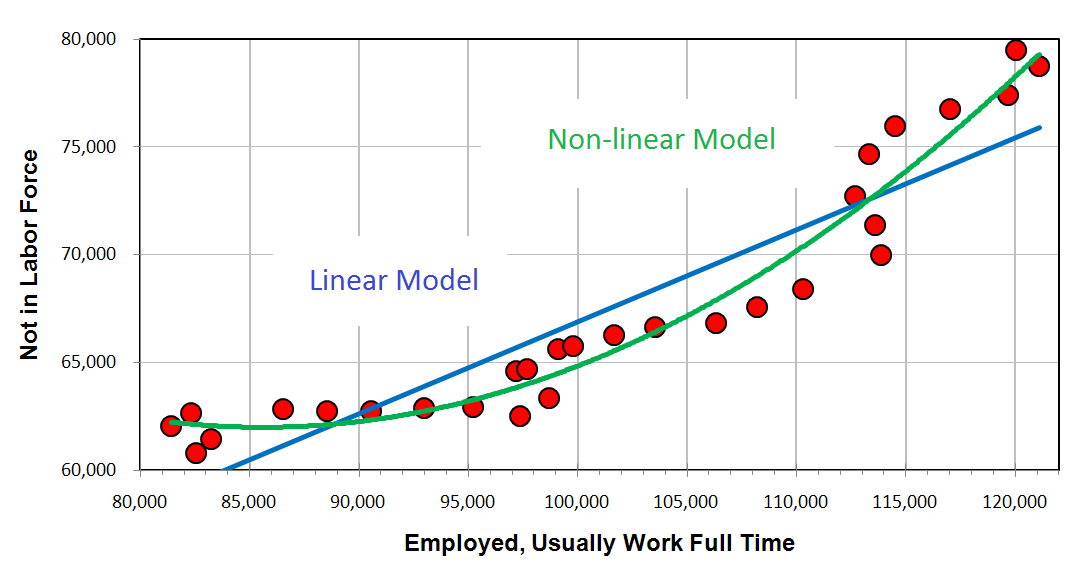 80,000
75,000
70,000
65,000
60,000
Not in Labor Force
Non-linear Model
Linear Model
80,000 85,000 90,000 95,000 100,000 105,000 110,000 115,000 120,000
Employed, Usually Work Full Time